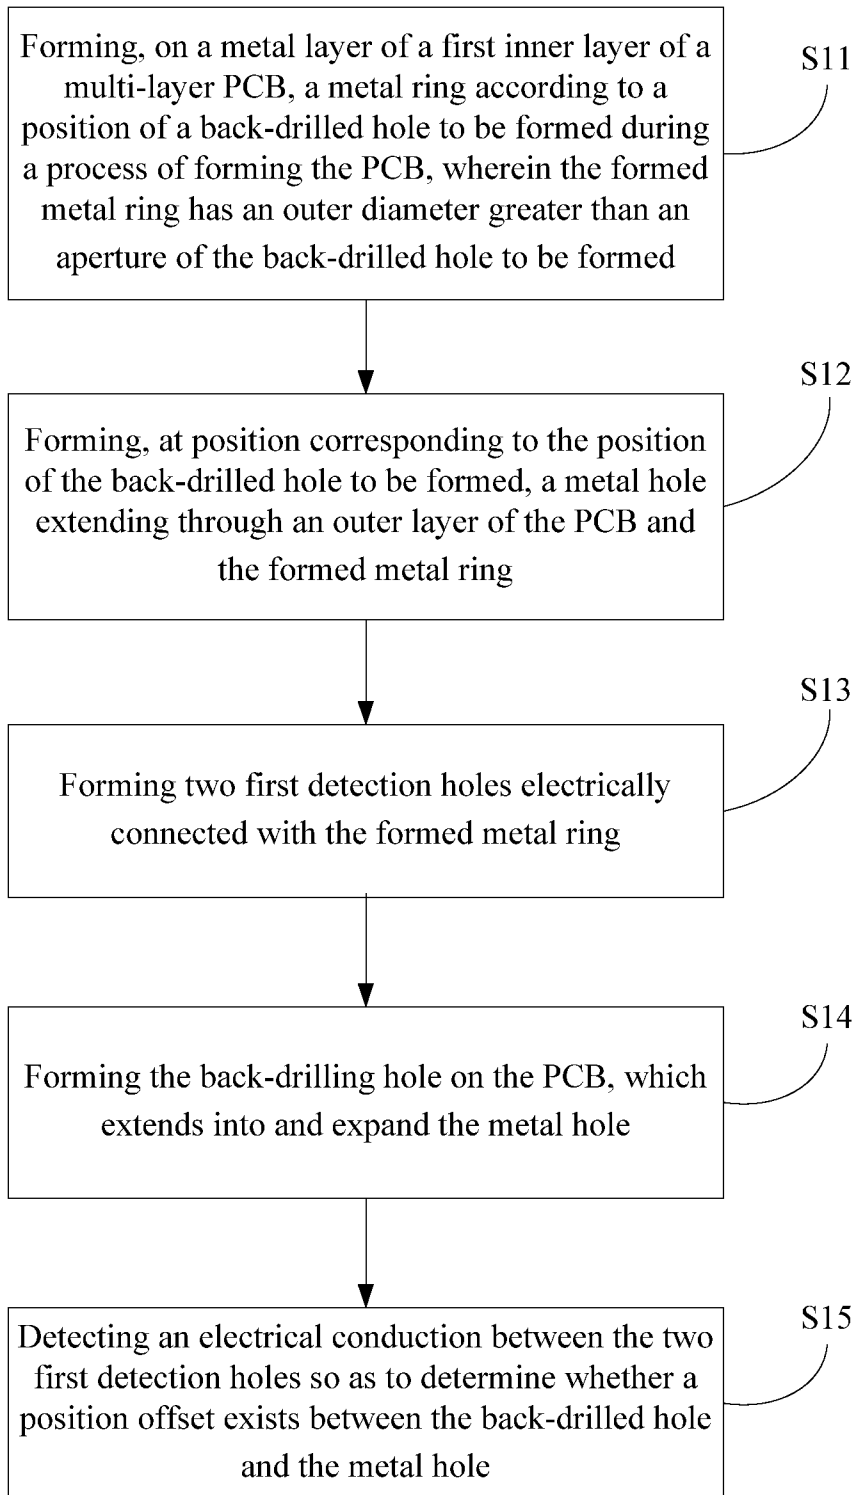 Forming, on a metal layer of a first inner layer of a
multi-layer PCB, a metal ring according to a
position of a back-drilled hole to be formed during
a process of forming the PCB, wherein the formed
metal ring has an outer diameter greater than an
aperture of the back-drilled hole to be formed
S11
Forming, at position corresponding to the position
of the back-drilled hole to be formed, a metal hole
extending through an outer layer of the PCB and
the formed metal ring
S12
Forming two first detection holes electrically
connected with the formed metal ring
S13
Forming the back-drilling hole on the PCB, which
extends into and expand the metal hole
S14
Detecting an electrical conduction between the two
first detection holes so as to determine whether a
position offset exists between the back-drilled hole
and the metal hole
S15